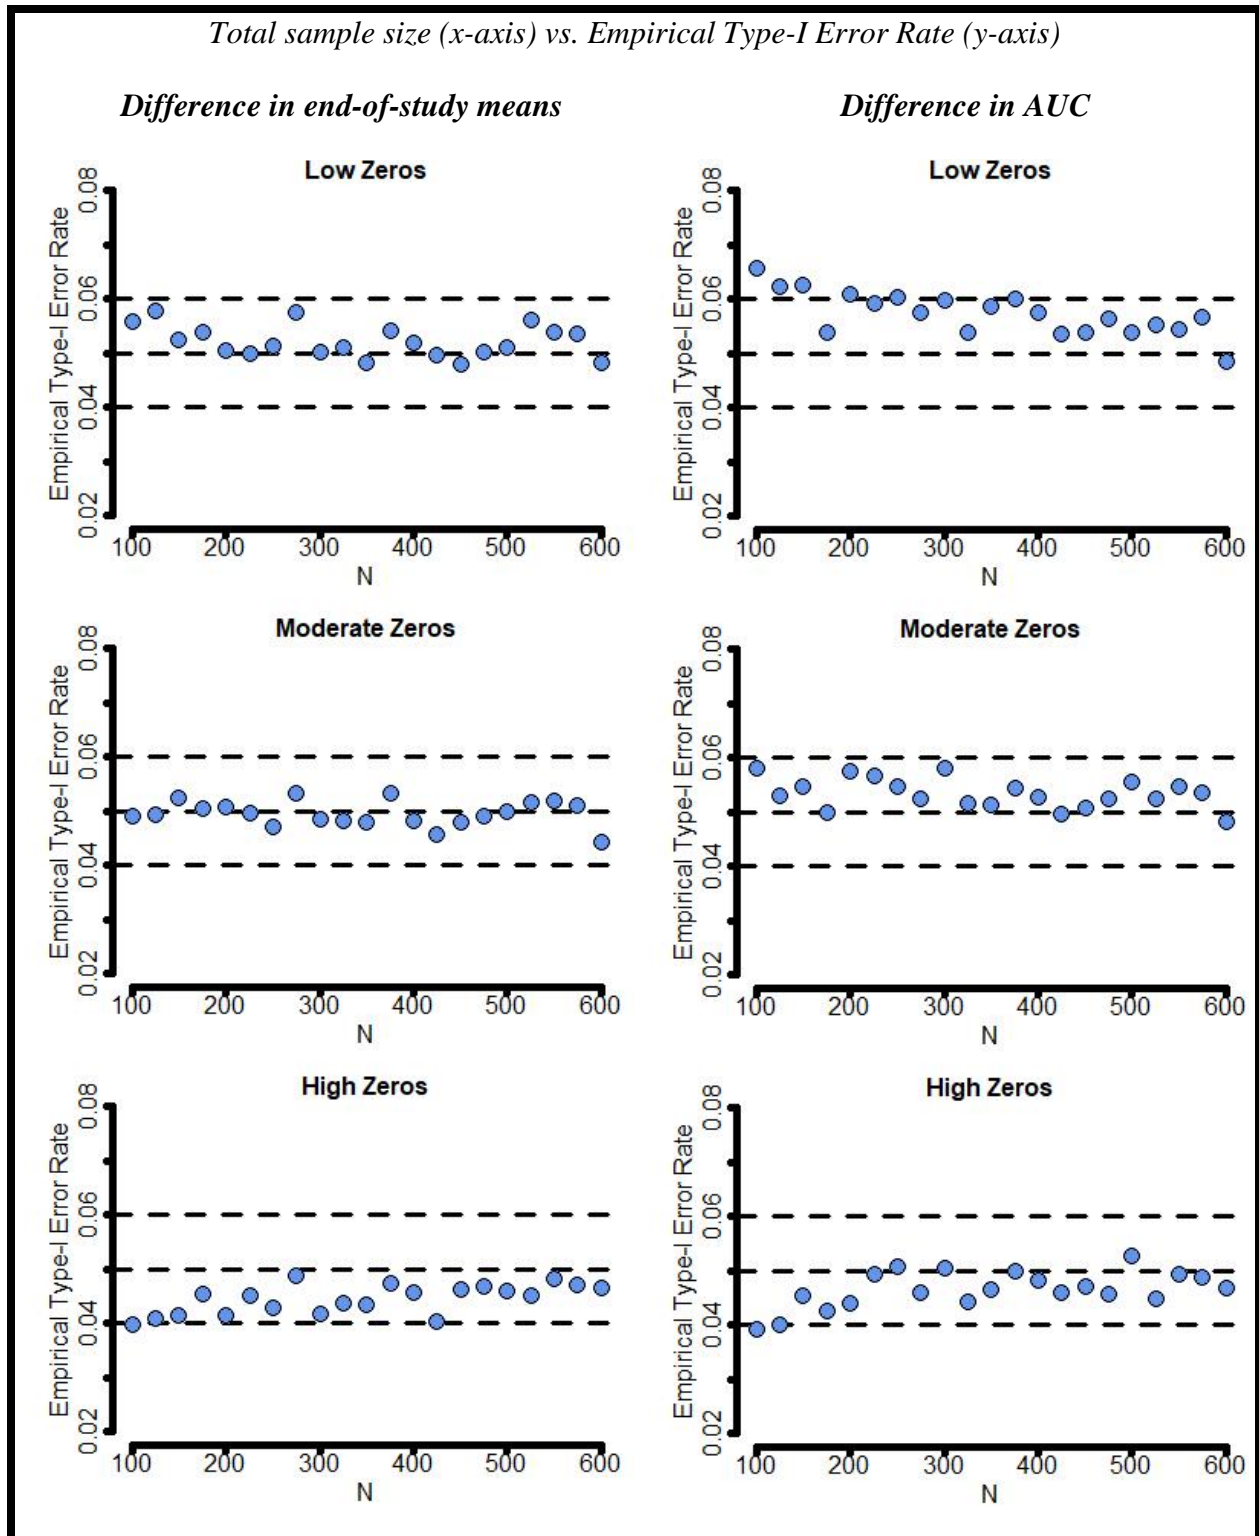 Total sample size (x-axis) vs. Empirical Type-I Error Rate (y-axis)
Difference in end-of-study means
Difference in AUC
Low Zeros
Empirical Type-I Error Rate
0.08
0.06
0.04
0.02
100 200 300 400 500 600
N
Low Zeros
Empirical Type-I Error Rate
0.08
0.06
0.04
0.02
100 200 300 400 500 600
N
Moderate Zeros
Empirical Type-I Error Rate
0.08
0.06
0.04
0.02
100 200 300 400 500 600
N
Moderate Zeros
Empirical Type-I Error Rate
0.08
0.06
0.04
0.02
100 200 300 400 500 600
N
High Zeros
Empirical Type-I Error Rate
0.08
0.06
0.04
0.02
100 200 300 400 500 600
N
High Zeros
Empirical Type-I Error Rate
0.08
0.06
0.04
0.02
100 200 300 400 500 600
N